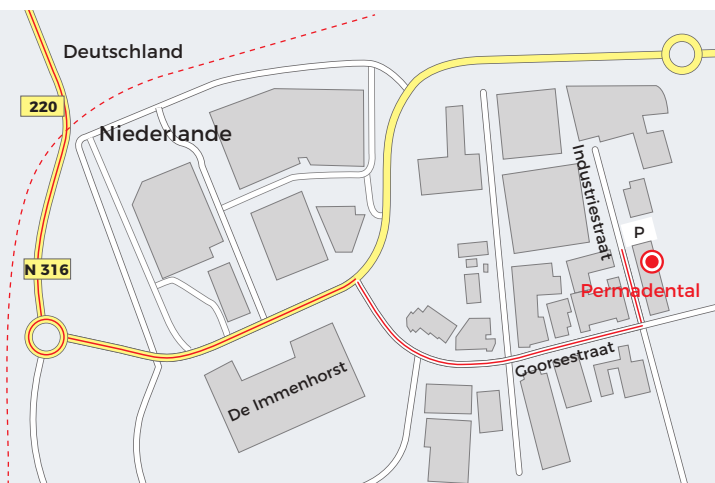 Deutschland
220
Niederlande
Industriestraat
P
N 316
Permadental
Goorsestraat
De Immenhorst